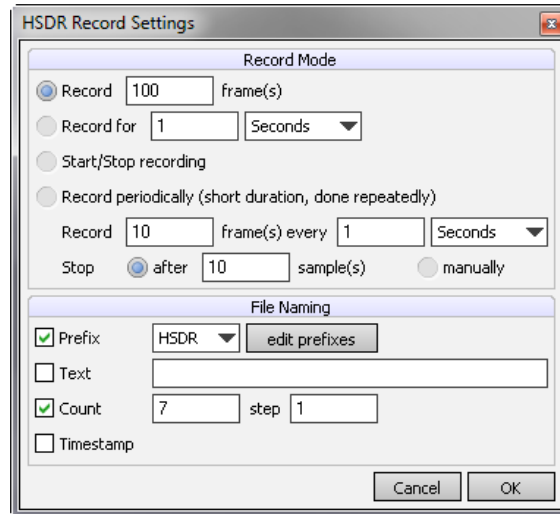 HSDR Record Settings
Record Mode
Record 100 frame(s)
Record for 1 Seconds
Start/Stop recording
Record periodically (short duration, done repeatedly)
Record 10 frame(s) every 1 Seconds
Stop after 10 sample(s) manually
File Naming
Prefix HSDR edit prefixes
Text
Count 7 step 1
Timestamp
Cancel OK